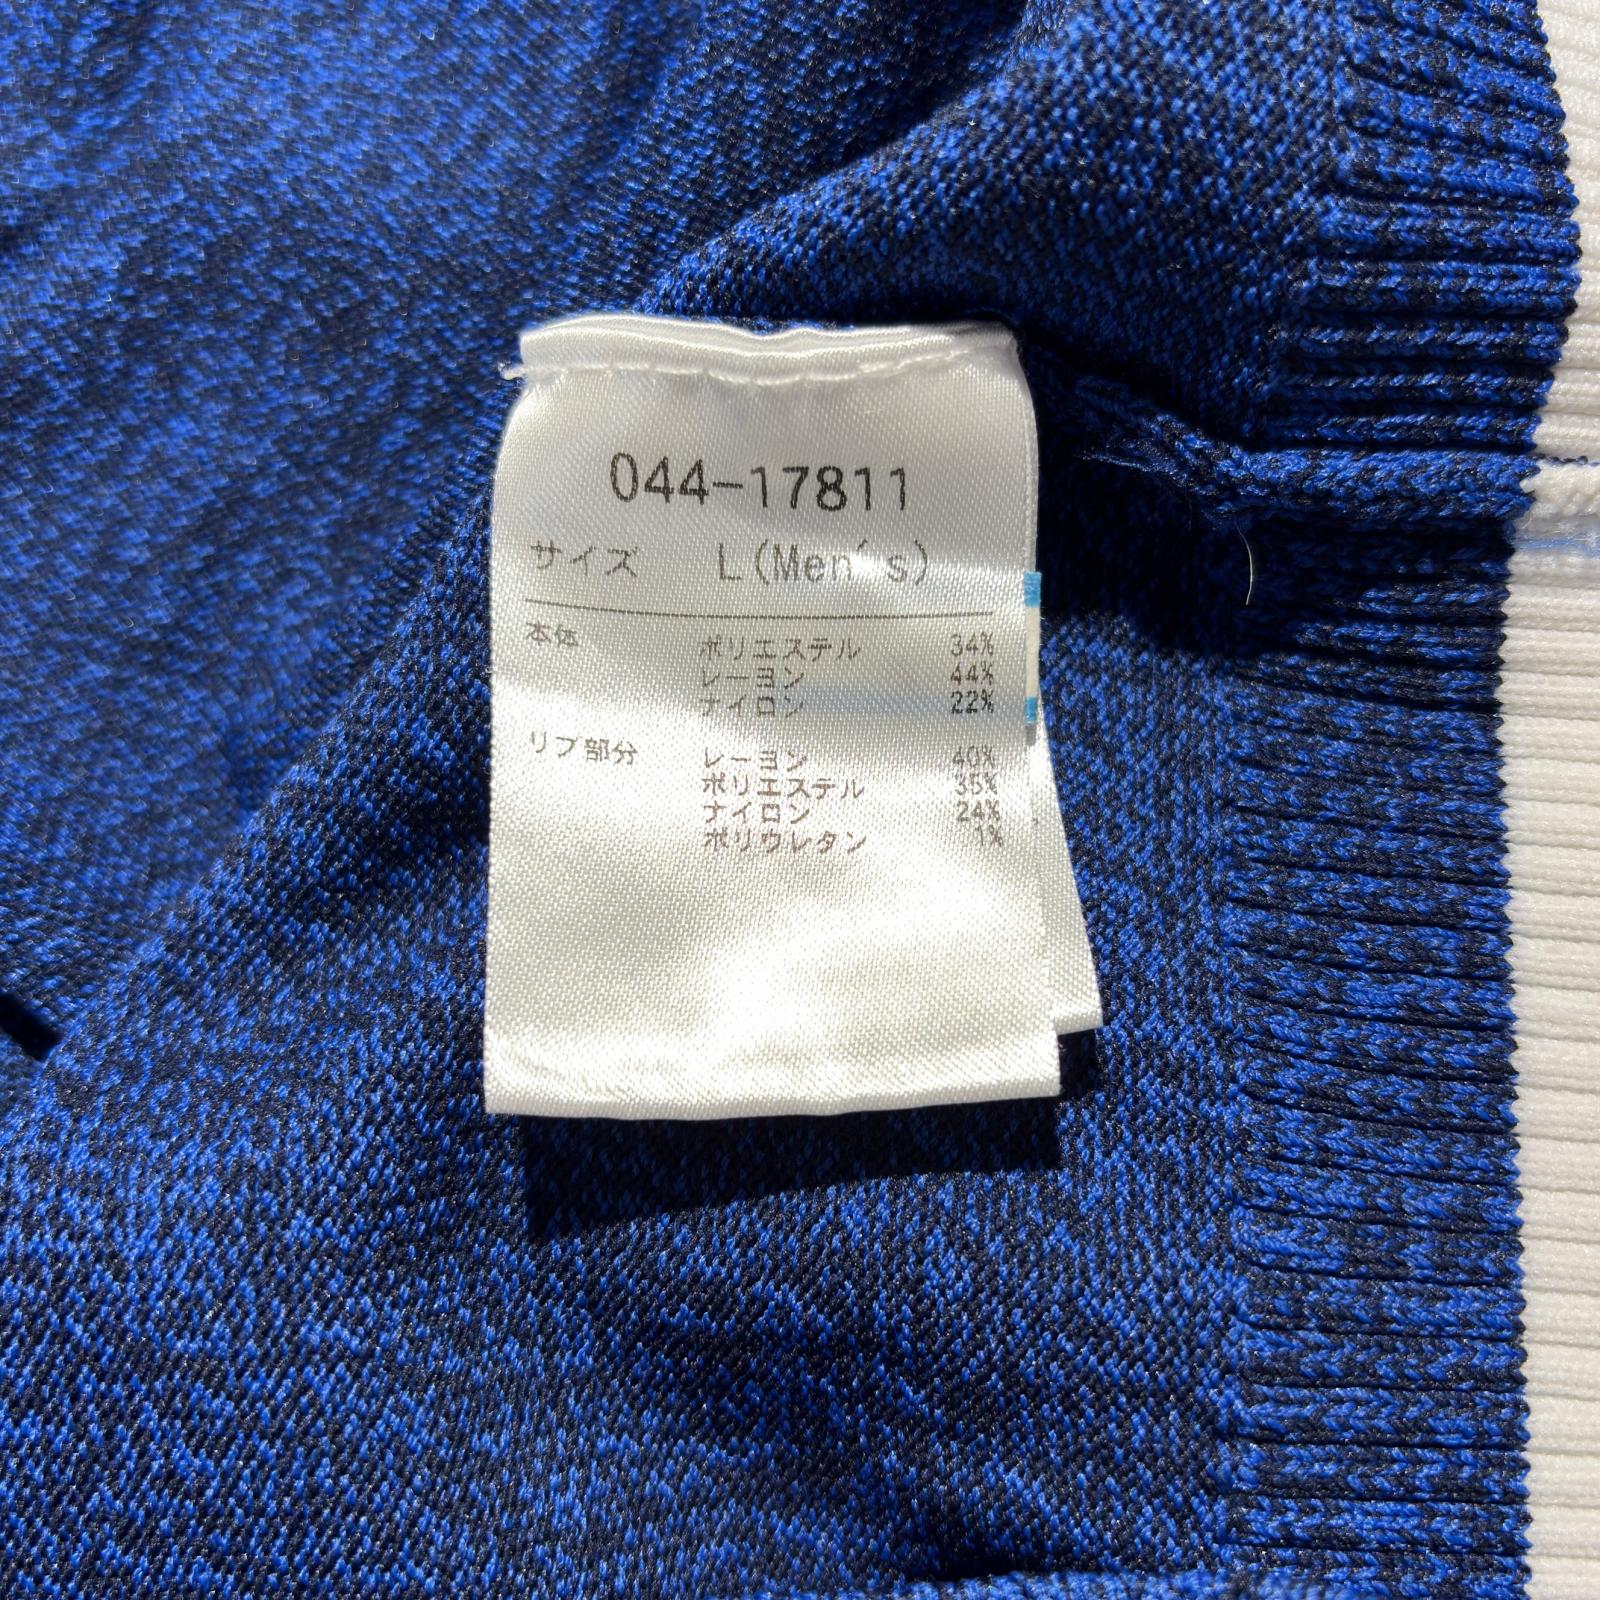 044-17811
サイズ L(Men's)
本体 ポリエステル 34%
レーヨン 44%
ナイロン 22%
リブ部分 レーヨン 40%
ポリエステル 35%
ナイロン 24%
ポリウレタン 1%